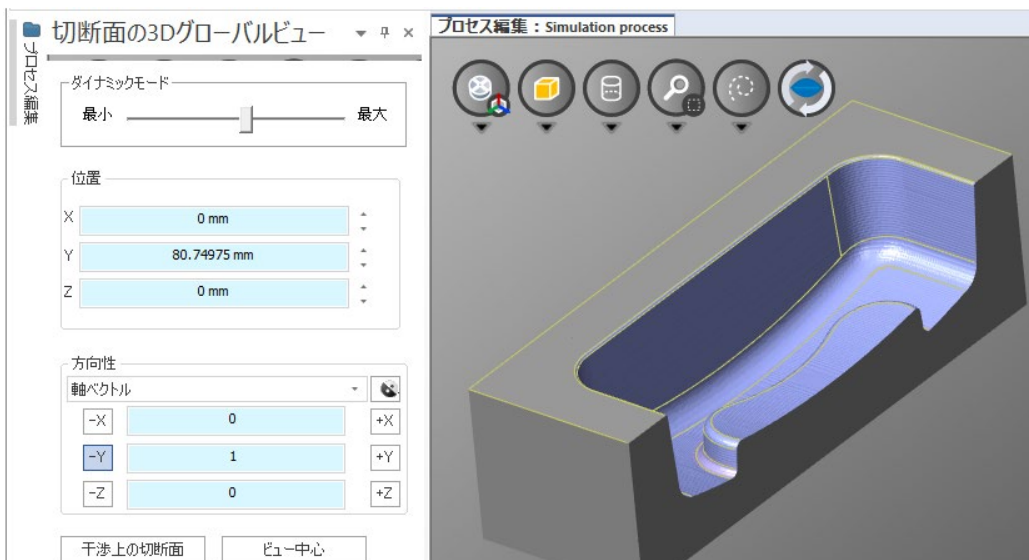 プロセス編集
切断面の3Dグローバルビュー
ダイナミックモード
最小
最大
位置
X
0 mm
Y
80.74975 mm
Z
0 mm
方向性
軸ベクトル
-X
0
+X
-Y
1
+Y
-Z
0
+Z
干渉上の切断面
ビュー中心
プロセス編集：Simulation process